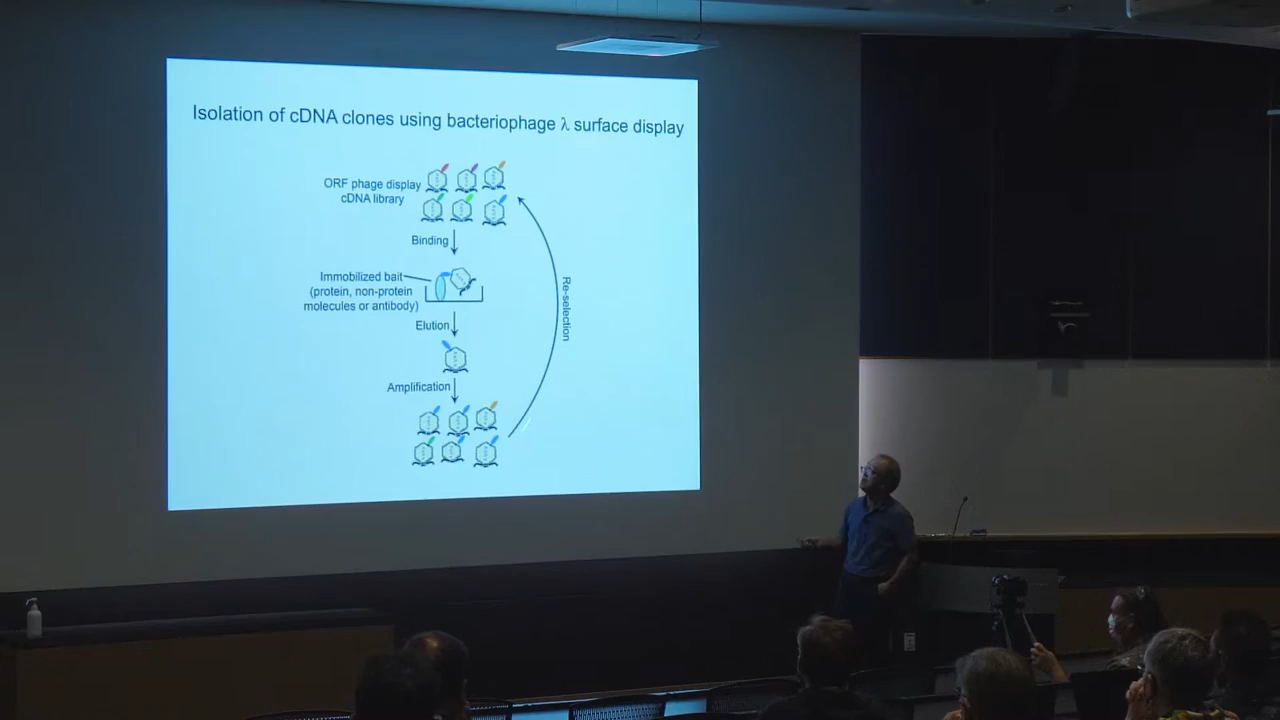 Isolation of cDNA clones using bacteriophage λ surface display
ORF phage display
cDNA library
Binding
Immobilized bait
(protein, non-protein
molecules or antibody)
Elution
Amplification
Re-selection